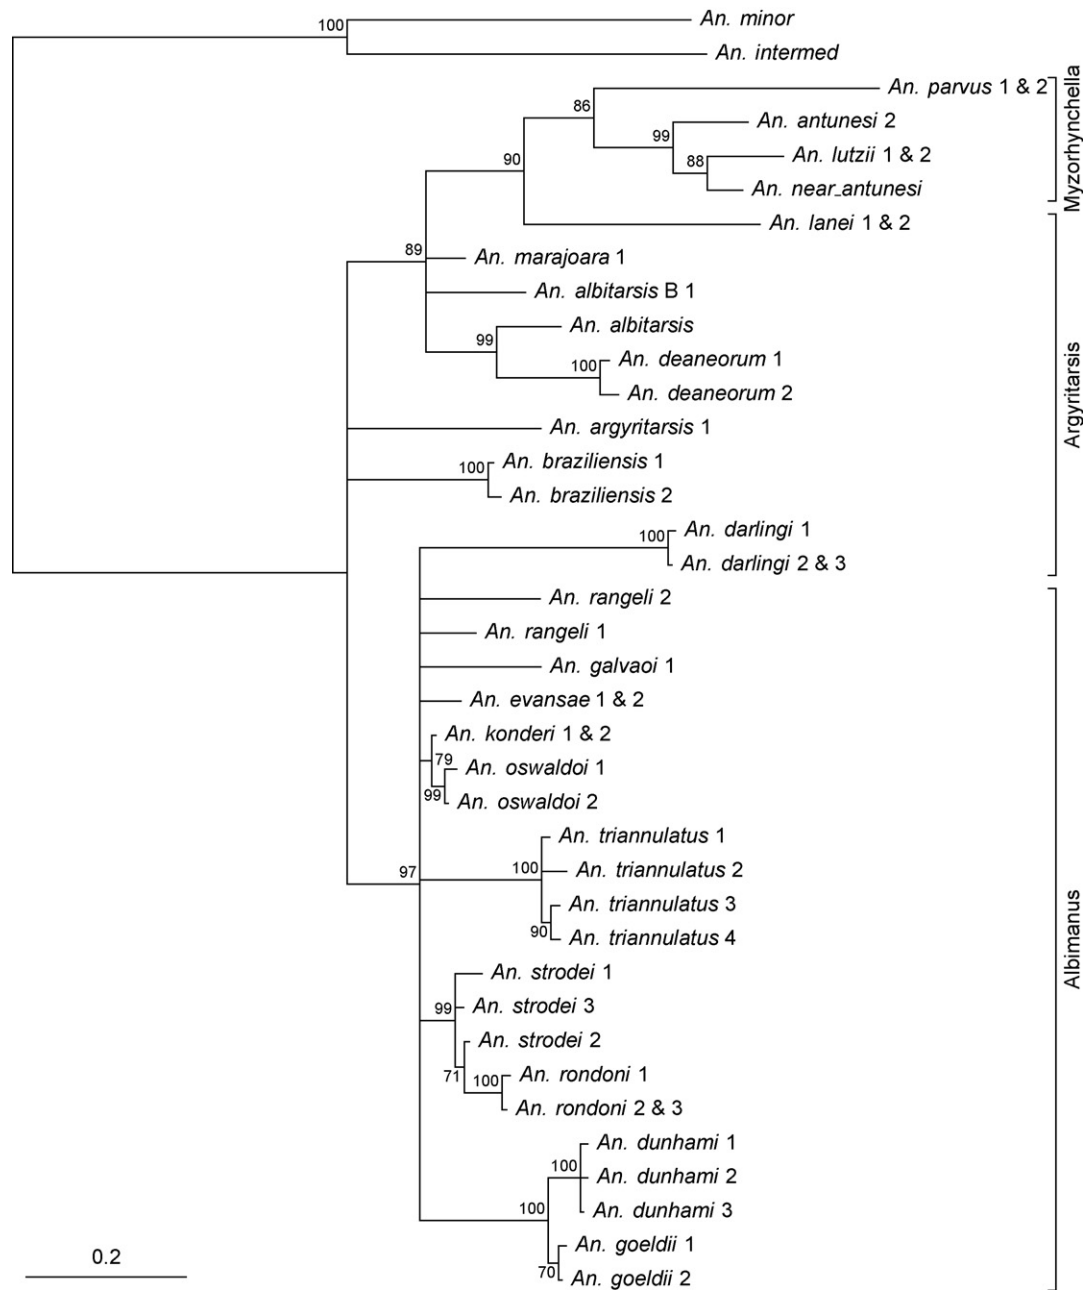 100
An. minor
An. intermed
An. parvus 1 & 2
86
An. antunesi 2
99
An. lutzii 1 & 2
88
90
An. near_antunesi
Myzorhynchella
An. lanei 1 & 2
89
An. marajoara 1
An. albitarsis B 1
An. albitarsis
99
An. deaneorum 1
100
An. deaneorum 2
Argyritarsis
An. argyritarsis 1
An. braziliensis 1
100
An. braziliensis 2
An. darlingi 1
100
An. darlingi 2 & 3
An. rangeli 2
An. rangeli 1
An. galvaoi 1
An. evansae 1 & 2
An. konderi 1 & 2
79
An. oswaldoi 1
99
An. oswaldoi 2
An. triannulatus 1
97
100
An. triannulatus 2
An. triannulatus 3
90
An. triannulatus 4
Albimanus
An. strodei 1
99
An. strodei 3
An. strodei 2
71
An. rondoni 1
100
An. rondoni 2 & 3
An. dunhami 1
100
An. dunhami 2
100
An. dunhami 3
An. goeldii 1
70
An. goeldii 2
0.2